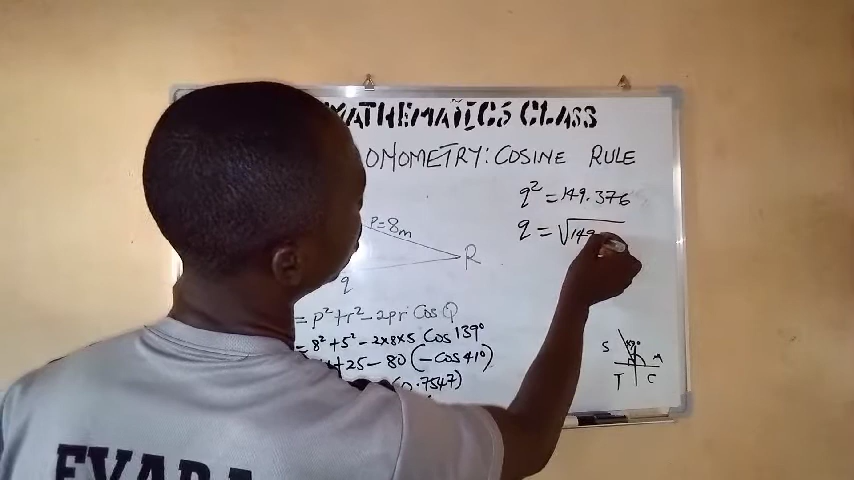 MATHEMATICS CLASS
ONOMETRY: COSINE RULE
q² = 149.376
q = √149
P = 8m
R
q
= p² + r² - 2pr Cos Q
= 8² + 5² - 2x8x5 Cos 139°
+ 25 - 80 (-Cos 41°)
(0.7547)
S
T C
EVARA